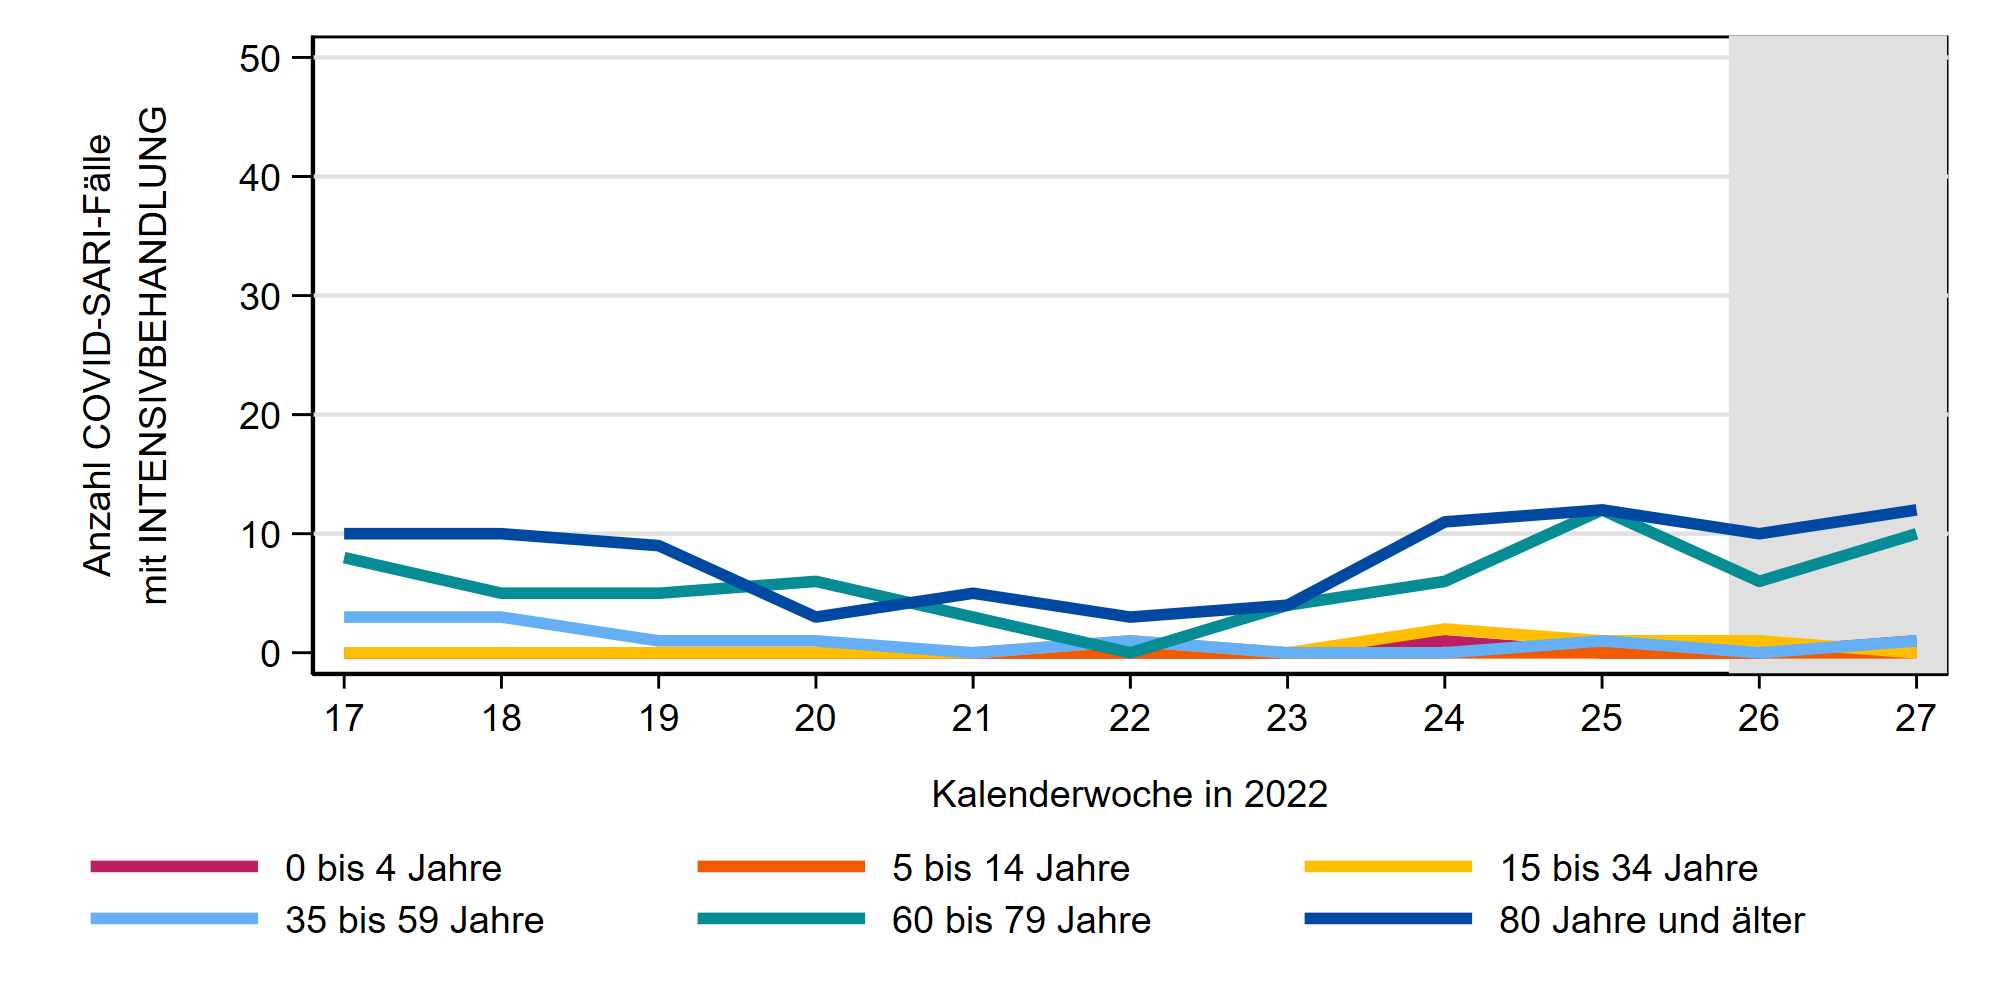 Anzahl COVID-SARI-Fälle
mit INTENSIVBEHANDLUNG
50
40
30
20
10
0
17 18 19 20 21 22 23 24 25 26 27
Kalenderwoche in 2022
0 bis 4 Jahre 5 bis 14 Jahre 15 bis 34 Jahre
35 bis 59 Jahre 60 bis 79 Jahre 80 Jahre und älter